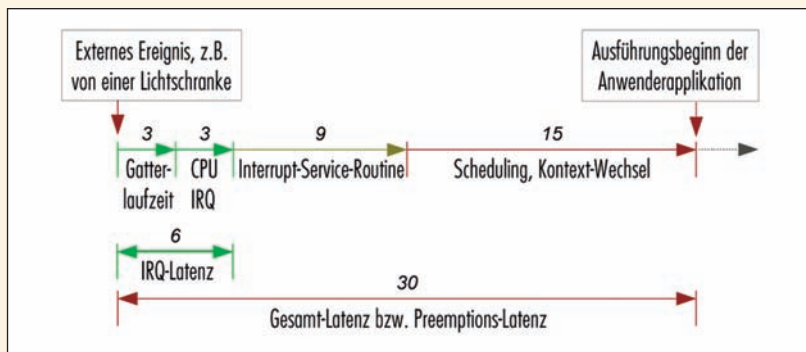 Externes Ereignis, z.B.
von einer Lichtschranke
Ausführungsbeginn der
Anwenderapplikation
3
3
9
15
Gatter-
laufzeit
CPU
IRQ
Interrupt-Service-Routine
Scheduling, Kontext-Wechsel
6
IRQ-Latenz
30
Gesamt-Latenz bzw. Preemptions-Latenz